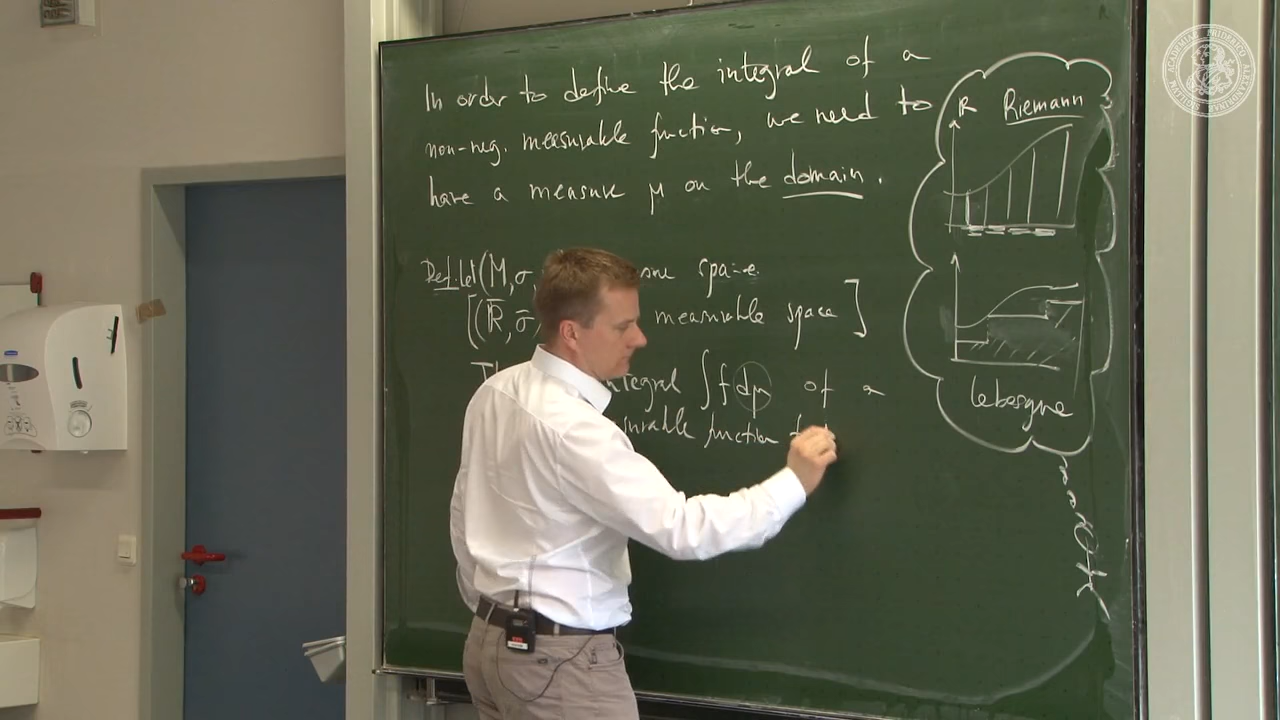 In order to define the integral of a
non-neg. measurable function, we need to
have a measure μ on the domain.
Def. Let (M, σ, space.
[(R̄, σ̄, measurable space ]
integral ∫ f dμ of a
function
R Riemann
Lebesgue